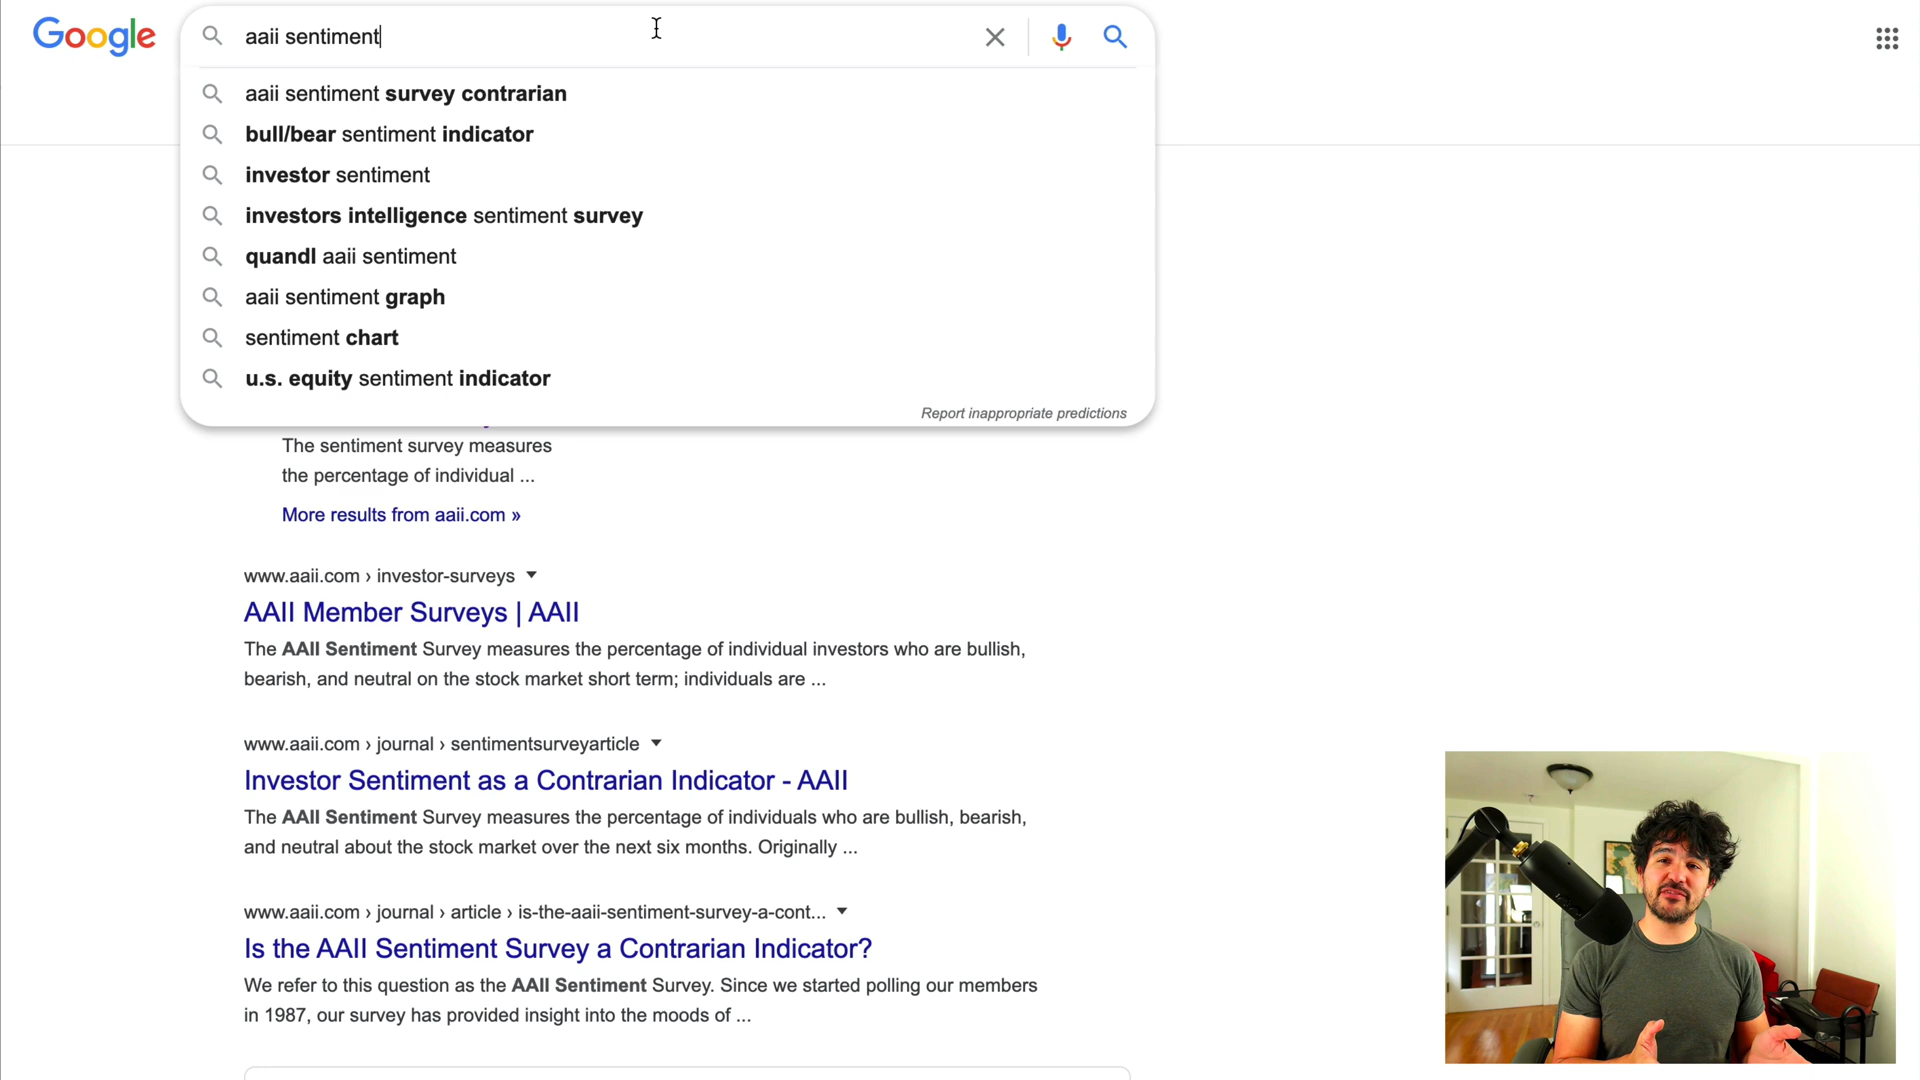 Google
aaii sentiment
aaii sentiment survey contrarian
bull/bear sentiment indicator
investor sentiment
investors intelligence sentiment survey
quandl aaii sentiment
aaii sentiment graph
sentiment chart
u.s. equity sentiment indicator
Report inappropriate predictions
The sentiment survey measures
the percentage of individual ...
More results from aaii.com »
www.aaii.com › investor-surveys
AAII Member Surveys | AAII
The AAII Sentiment Survey measures the percentage of individual investors who are bullish,
bearish, and neutral on the stock market short term; individuals are ...
www.aaii.com › journal › sentimentsurveyarticle
Investor Sentiment as a Contrarian Indicator - AAII
The AAII Sentiment Survey measures the percentage of individuals who are bullish, bearish,
and neutral about the stock market over the next six months. Originally ...
www.aaii.com › journal › article › is-the-aaii-sentiment-survey-a-cont...
Is the AAII Sentiment Survey a Contrarian Indicator?
We refer to this question as the AAII Sentiment Survey. Since we started polling our members
in 1987, our survey has provided insight into the moods of ...